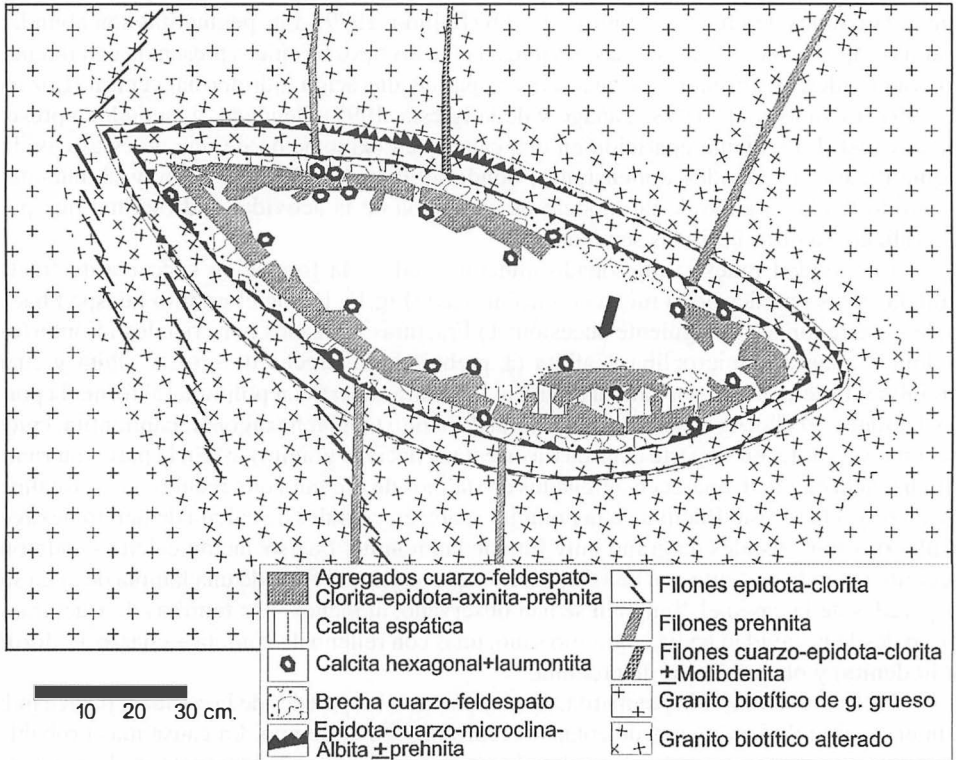 Agregados cuarzo-feldespato-
Clorita-epidota-axinita-prehnita
Calcita espática
Calcita hexagonal+laumontita
Brecha cuarzo-feldespato
Epidota-cuarzo-microclina-
Albita ±prehnita
Filones epidota-clorita
Filones prehnita
Filones cuarzo-epidota-clorita
±Molibdenita
Granito biotítico de g. grueso
Granito biotítico alterado
10 20 30 cm.